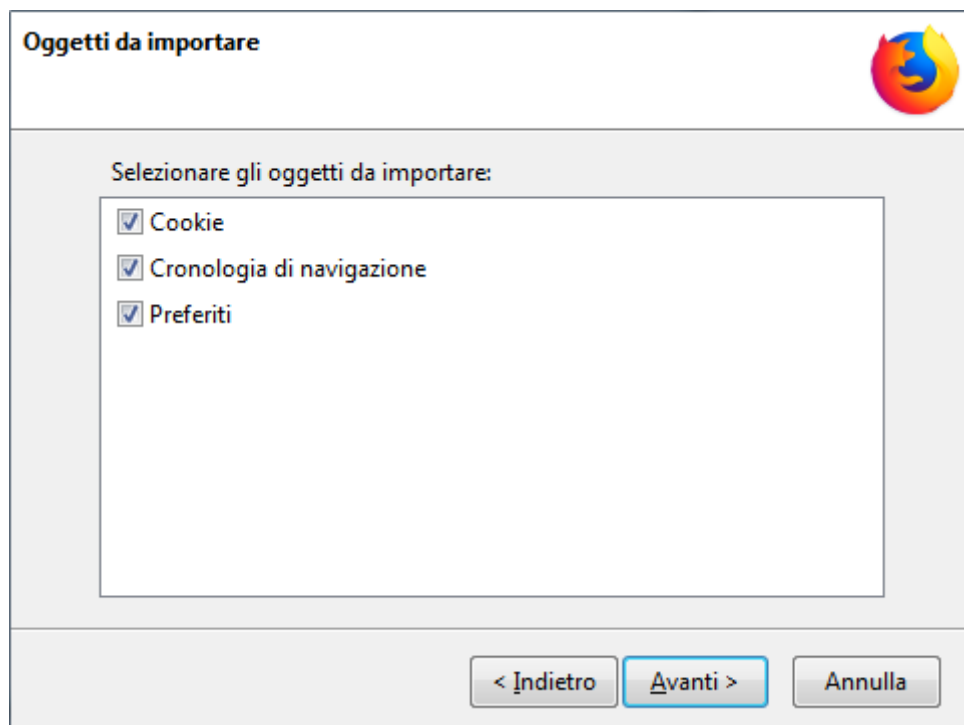 Oggetti da importare
Selezionare gli oggetti da importare:
Cookie
Cronologia di navigazione
Preferiti
< Indietro
Avanti >
Annulla